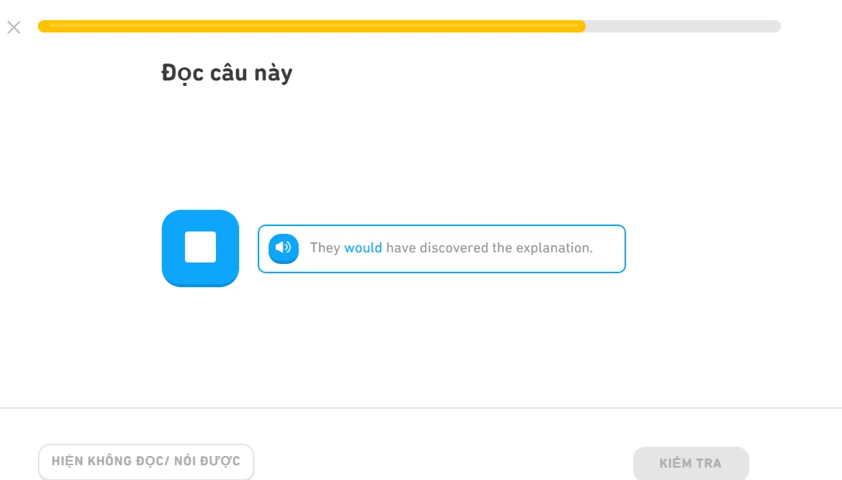 Đọc câu này
They would have discovered the explanation.
HIỆN KHÔNG ĐỌC/ NÓI ĐƯỢC
KIỂM TRA